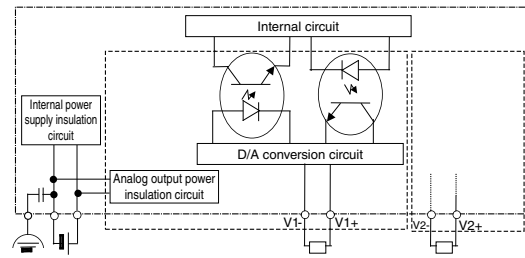 Internal circuit
Internal power
supply insulation
circuit
D/A conversion circuit
Analog output power
insulation circuit
V1-
V1+
V2-
V2+